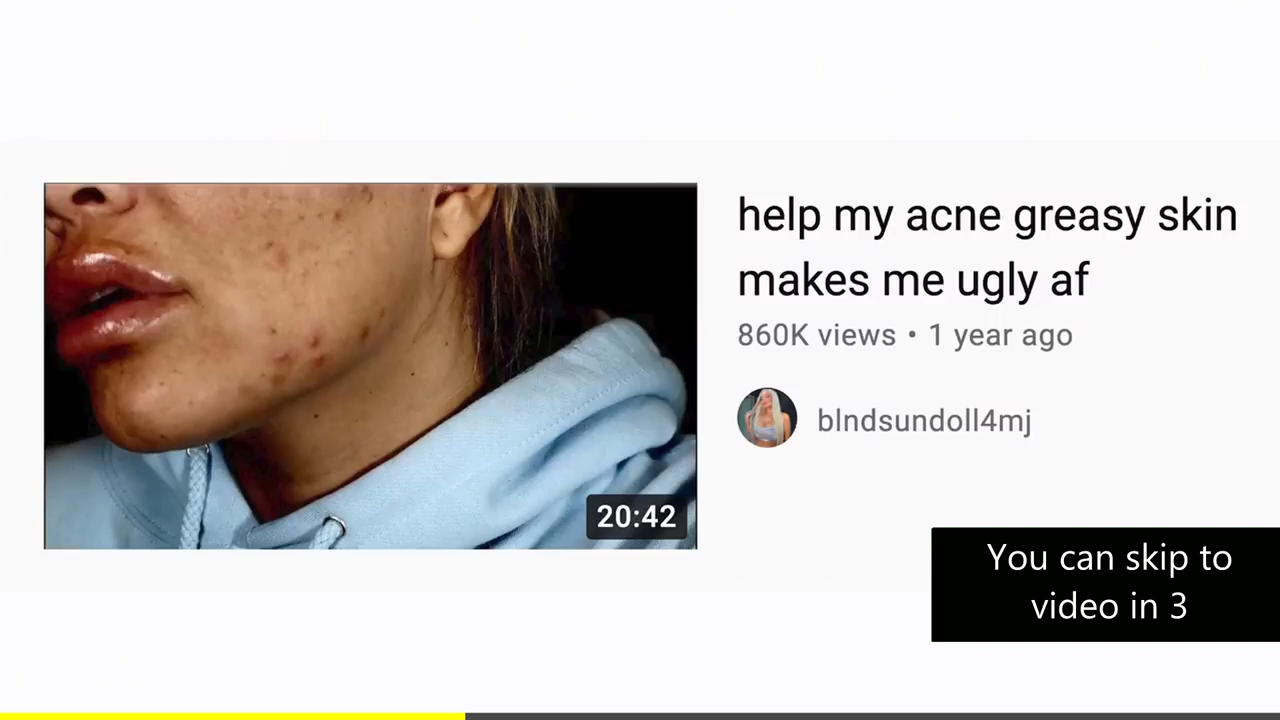 help my acne greasy skin
makes me ugly af
860K views • 1 year ago
blndsundoll4mj
20:42
You can skip to
video in 3